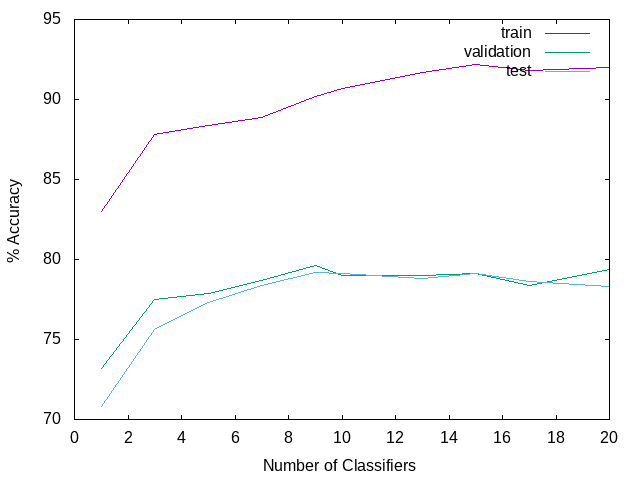 95
train
validation
test
90
85
80
75
70
% Accuracy
0 2 4 6 8 10 12 14 16 18 20
Number of Classifiers